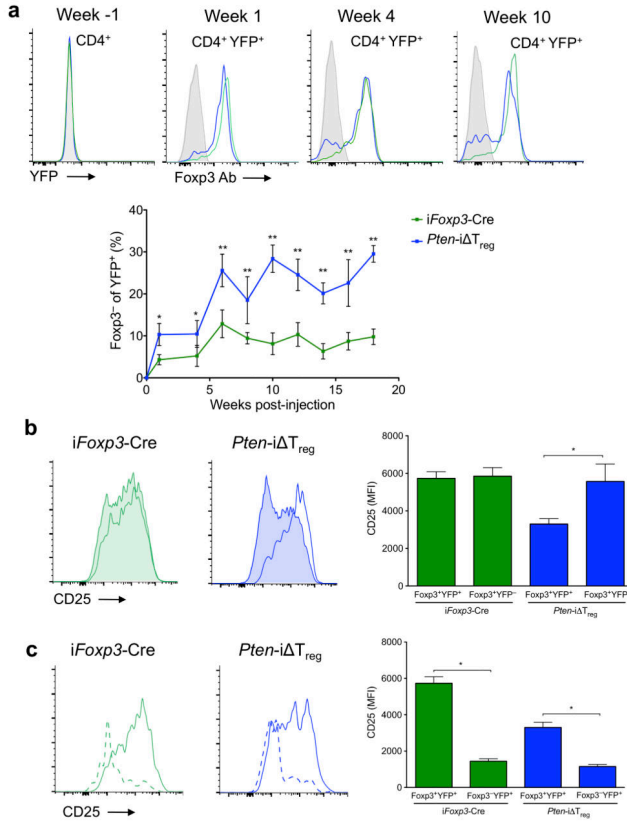 a
Week -1
Week 1
Week 4
Week 10
CD4⁺
CD4⁺ YFP⁺
CD4⁺ YFP⁺
CD4⁺ YFP⁺
YFP
Foxp3 Ab
iFoxp3-Cre
Pten-iΔTreg
Foxp3⁻ of YFP⁺ (%)
40
30
20
10
0
* * ** ** ** ** ** ** **
0 5 10 15 20
Weeks post-injection
b
iFoxp3-Cre
Pten-iΔTreg
CD25
CD25 (MFI)
8000
6000
4000
2000
0
*
Foxp3⁺YFP⁺ Foxp3⁺YFP⁻ Foxp3⁺YFP⁺ Foxp3⁺YFP
iFoxp3-Cre Pten-iΔTreg
c
iFoxp3-Cre
Pten-iΔTreg
CD25
CD25 (MFI)
8000
6000
4000
2000
0
* *
Foxp3⁺YFP⁺ Foxp3⁻YFP⁺ Foxp3⁺YFP⁺ Foxp3⁻YFP⁺
iFoxp3-Cre Pten-iΔTreg